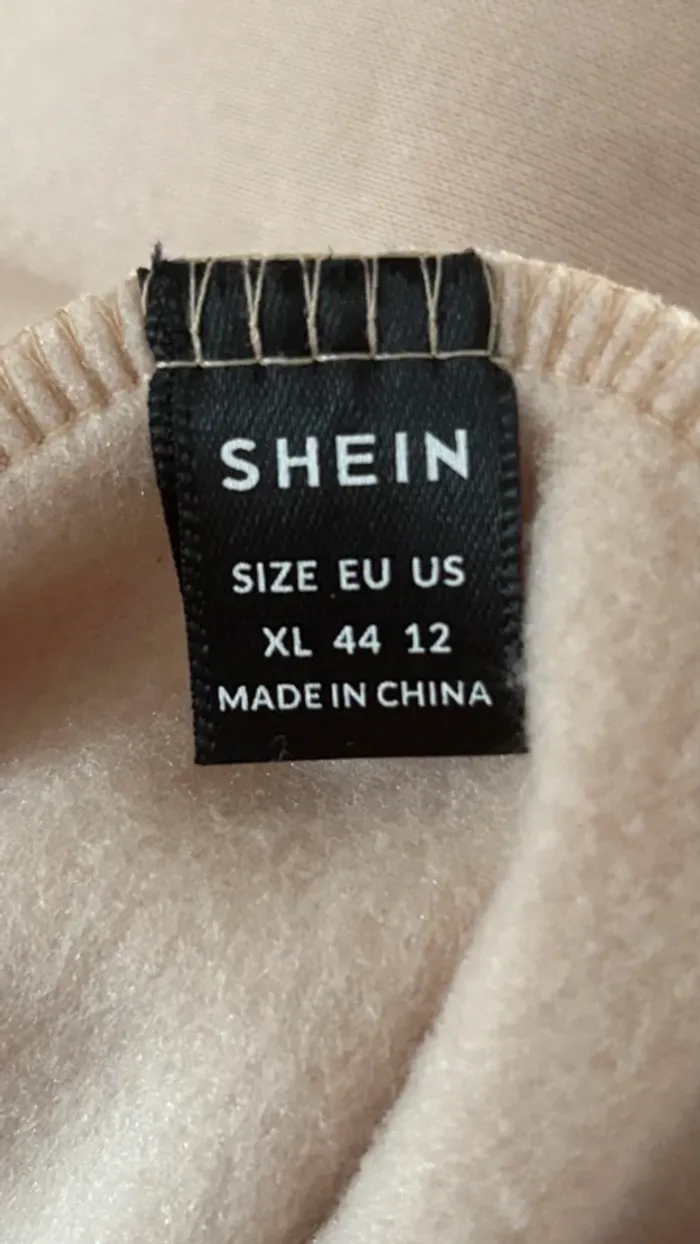 SHEIN
SIZE EU US
XL 44 12
MADE IN CHINA